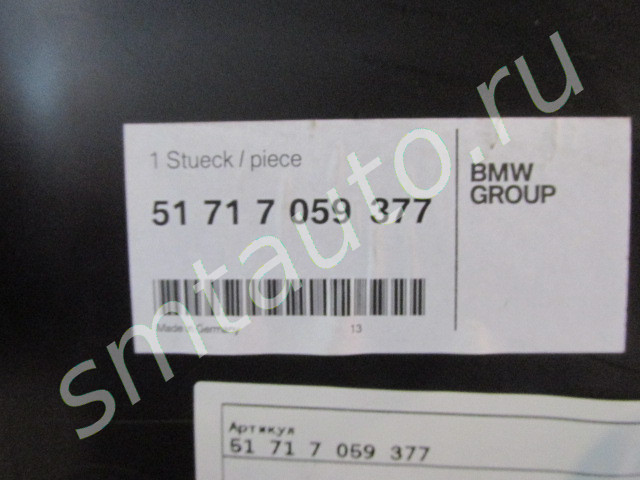 1 Stueck / piece
51 71 7 059 377
BMW
GROUP
Made in Germany 13
Артикул
51 71 7 059 377
smtauto.ru